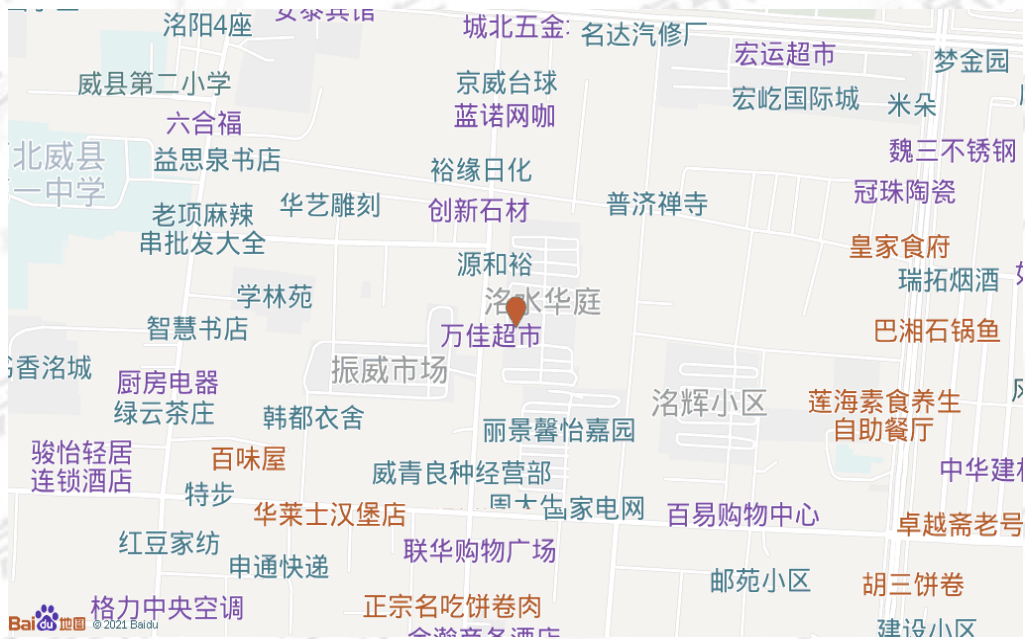 安泰宾馆
洺阳4座
城北五金
名达汽修厂
宏运超市
梦金园
威县第二小学
京威台球
宏屹国际城
米朵
蓝诺网咖
六合福
北威县
一中学
益思泉书店
裕缘日化
魏三不锈钢
冠珠陶瓷
华艺雕刻
创新石材
普济禅寺
老项麻辣
串批发大全
皇家食府
源和裕
瑞拓烟酒
学林苑
洺水华庭
智慧书店
万佳超市
巴湘石锅鱼
书香洺城
振威市场
厨房电器
洺辉小区
莲海素食养生
自助餐厅
绿云茶庄
韩都衣舍
丽景馨怡嘉园
骏怡轻居
连锁酒店
百味屋
威青良种经营部
中华建材
特步
华莱士汉堡店
周大生
国家电网
百易购物中心
卓越斋老号
红豆家纺
联华购物广场
申通快递
邮苑小区
胡三饼卷
格力中央空调
正宗名吃饼卷肉
建设小区
Baidu地图 © 2021 Baidu